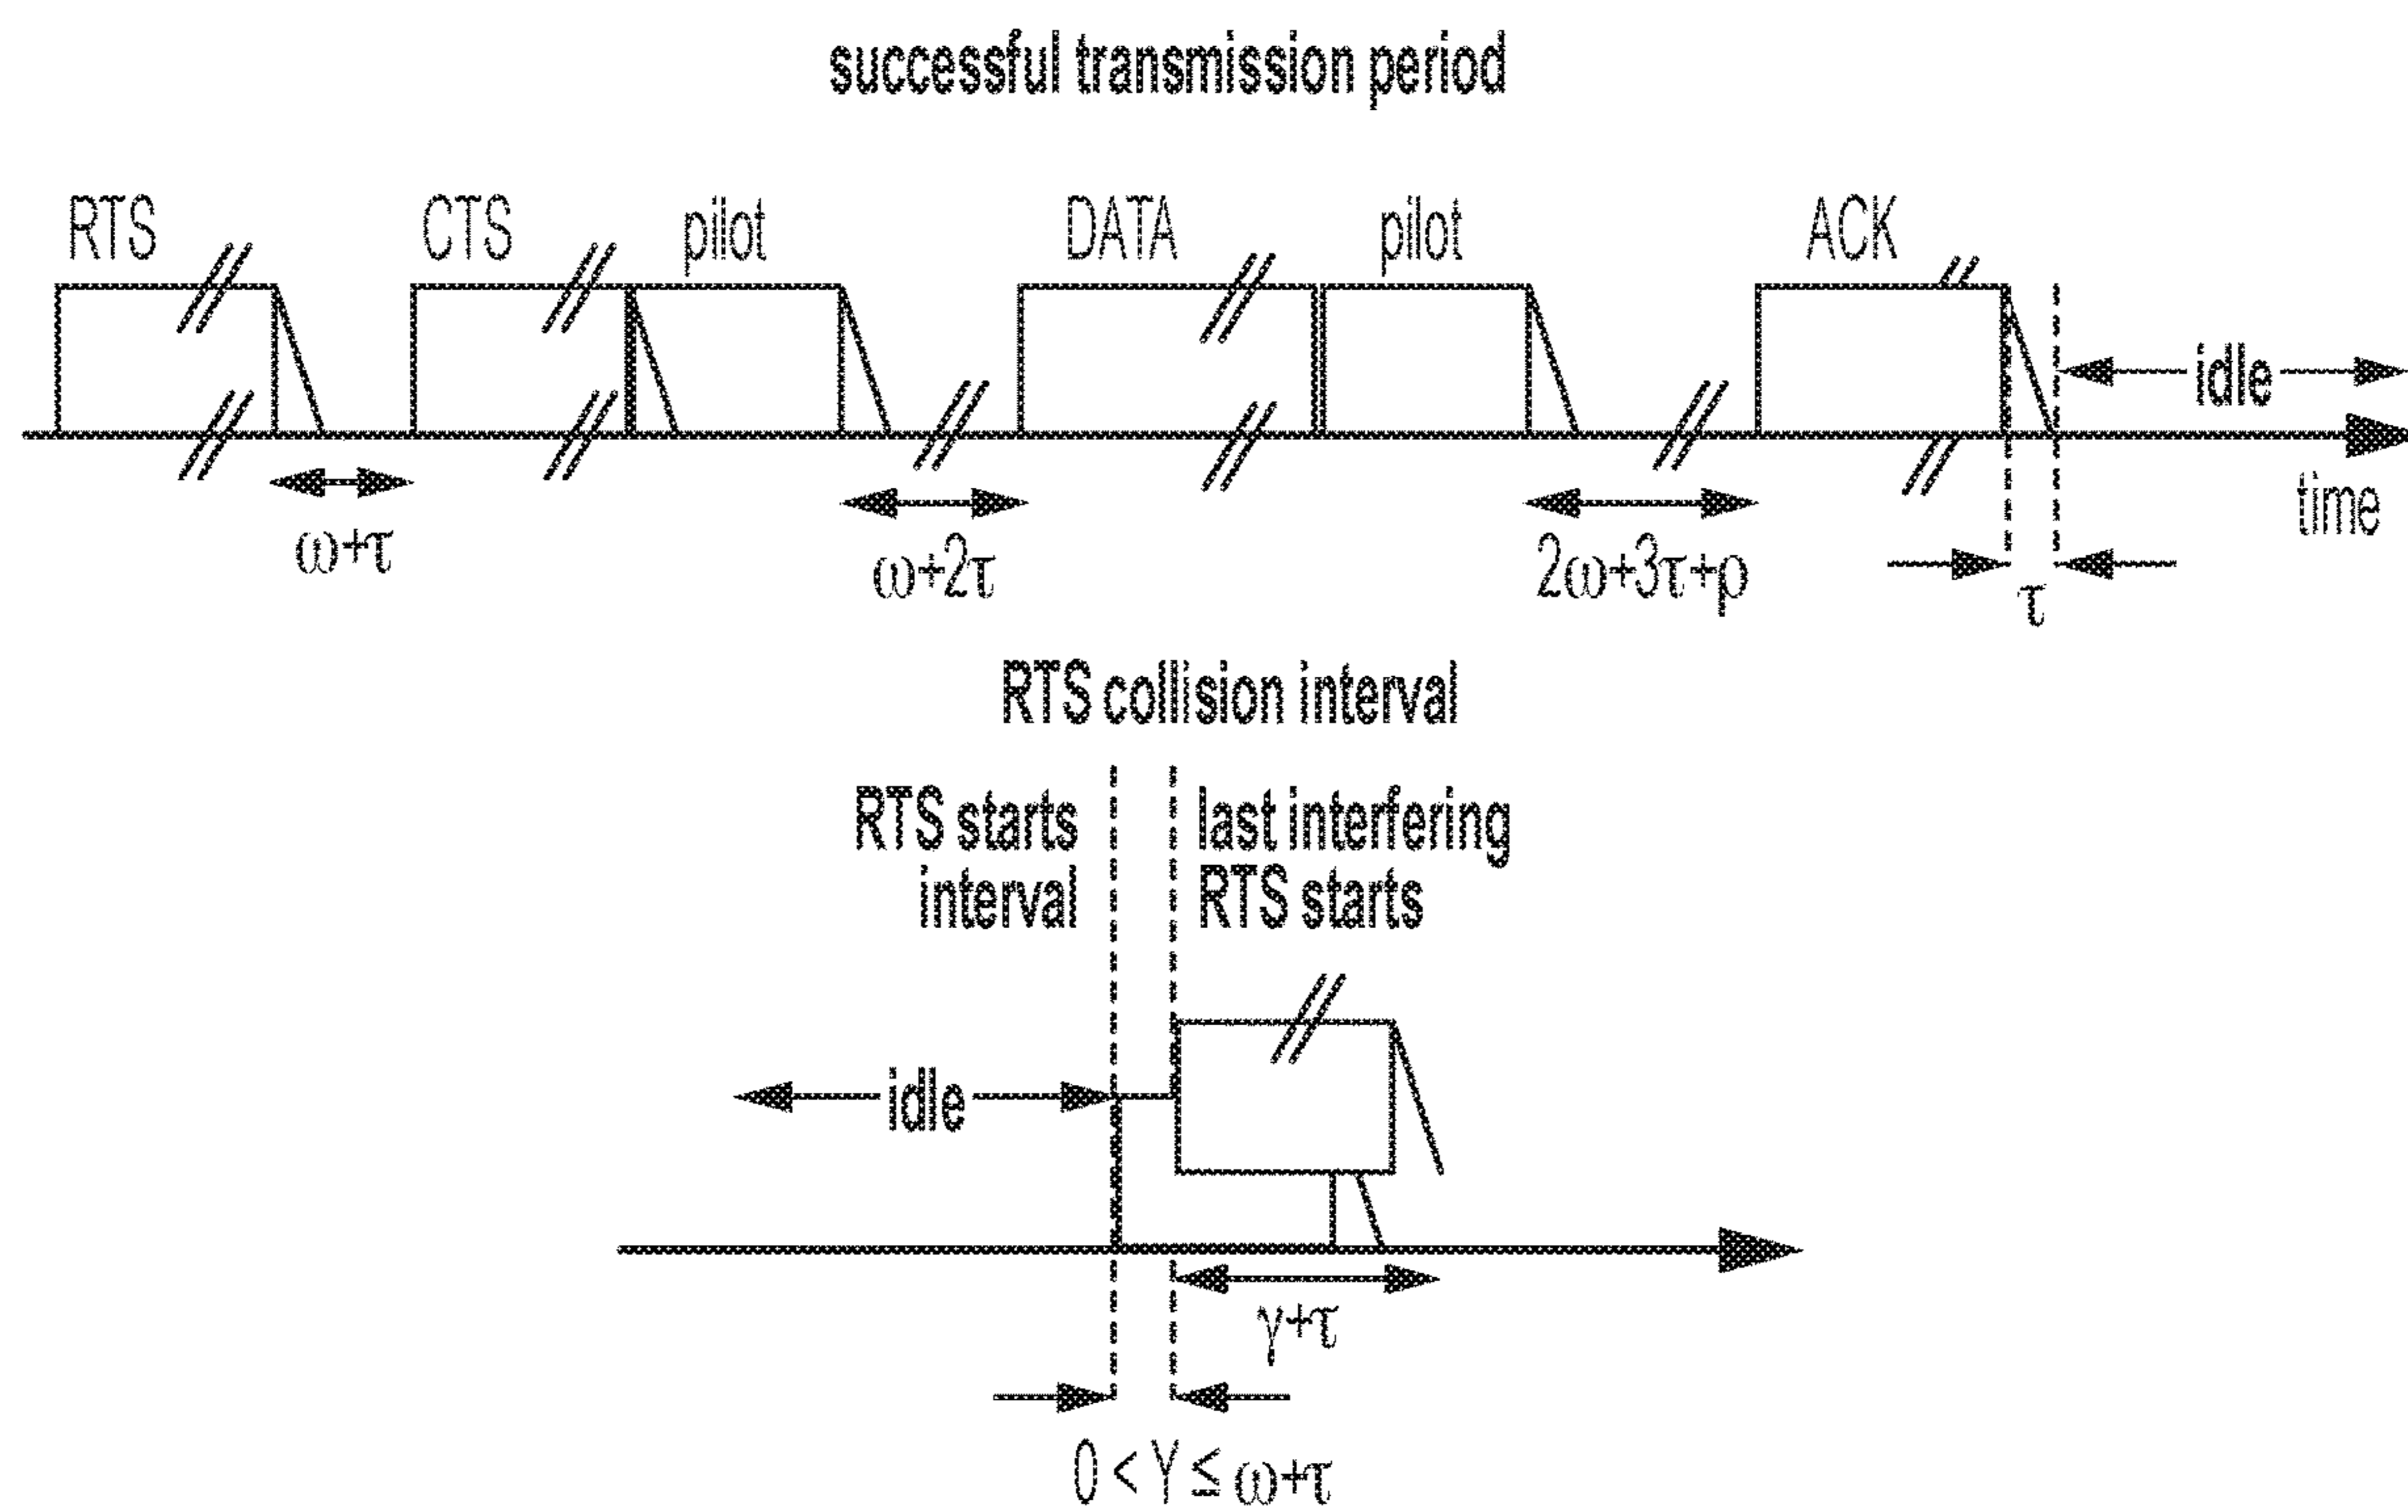 successful transmission period
RTS CTS pilot DATA pilot ACK
idle
time
ω+τ ω+2τ 2ω+3τ+ρ τ
RTS collision interval
RTS starts last interfering
interval RTS starts
idle
γ+τ
0 < Y ≤ ω+τ